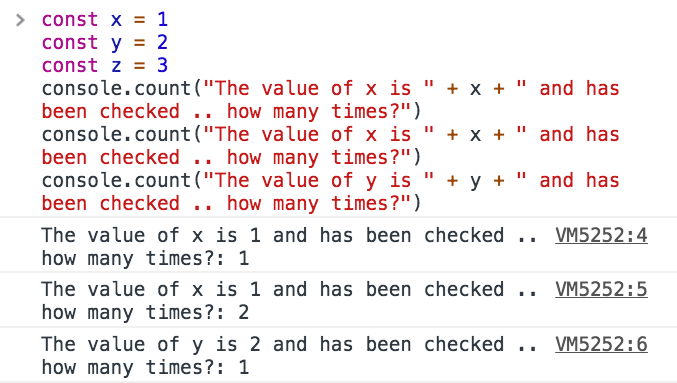 > const x = 1
const y = 2
const z = 3
console.count("The value of x is " + x + " and has
been checked .. how many times?")
console.count("The value of x is " + x + " and has
been checked .. how many times?")
console.count("The value of y is " + y + " and has
been checked .. how many times?")
The value of x is 1 and has been checked .. VM5252:4
how many times?: 1
The value of x is 1 and has been checked .. VM5252:5
how many times?: 2
The value of y is 2 and has been checked .. VM5252:6
how many times?: 1